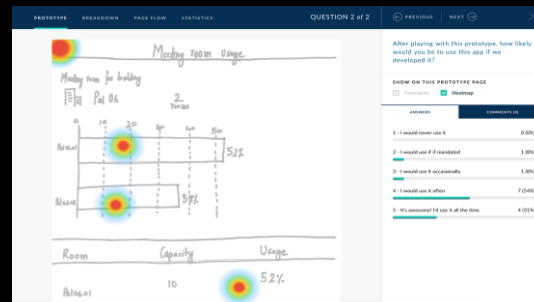 PROTOTYPE BREAKDOWN PAGE FLOW STATISTICS QUESTION 2 of 2 PREVIOUS NEXT
Meeting room Usage
Meeting room for building
Pal 06
2
rooms
0 10 20 30 40 50
52%
Room Capacity Usage
10 52%
After playing with this prototype, how likely
would you be to use this app if we
developed it?
SHOW ON THIS PROTOTYPE PAGE
Comments Heatmap
ANSWERS COMMENTS (0)
1 - I would never use it 0 (0%)
2 - I would use if if mandated 1 (8%)
3 - I would use it occasionally 1 (8%)
4 - I would use it often 7 (54%)
5 - It's awesome! I'd use it all the time 4 (31%)